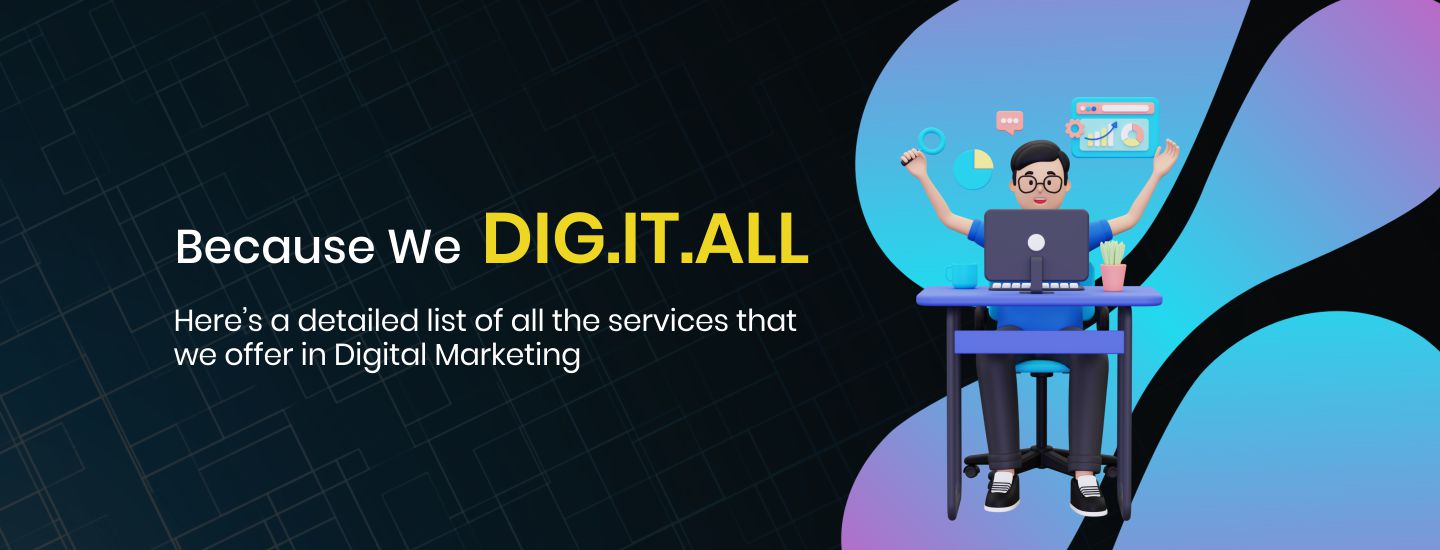 Because We DIG.IT.ALL
Here’s a detailed list of all the services that
we offer in Digital Marketing